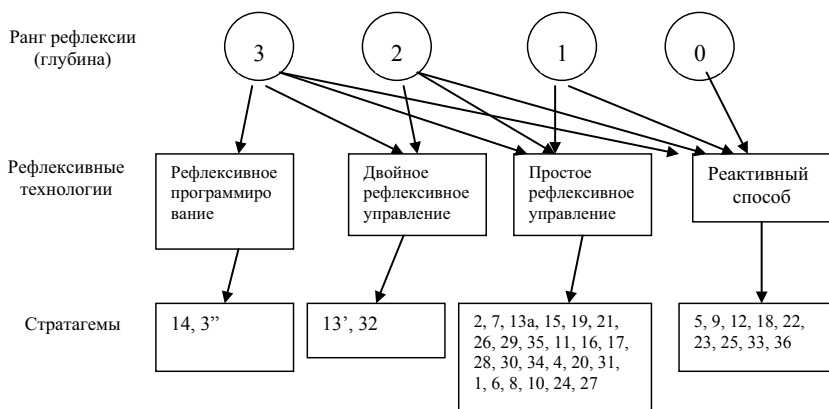 Ранг рефлексии
(глубина)
3
2
1
0
Рефлексивные
технологии
Рефлексивное
программиро
вание
Двойное
рефлексивное
управление
Простое
рефлексивное
управление
Реактивный
способ
Стратагемы
14, 3”
13’, 32
2, 7, 13а, 15, 19, 21,
26, 29, 35, 11, 16, 17,
28, 30, 34, 4, 20, 31,
1, 6, 8, 10, 24, 27
5, 9, 12, 18, 22,
23, 25, 33, 36